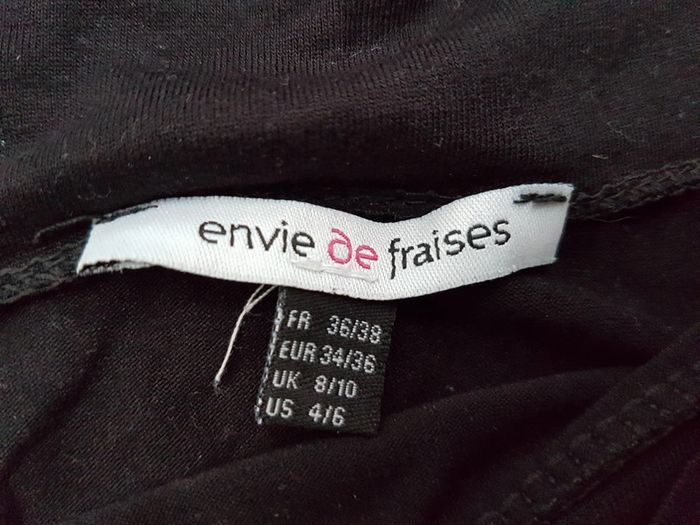 envie de fraises
FR 36/38
EUR 34/36
UK 8/10
US 4/6